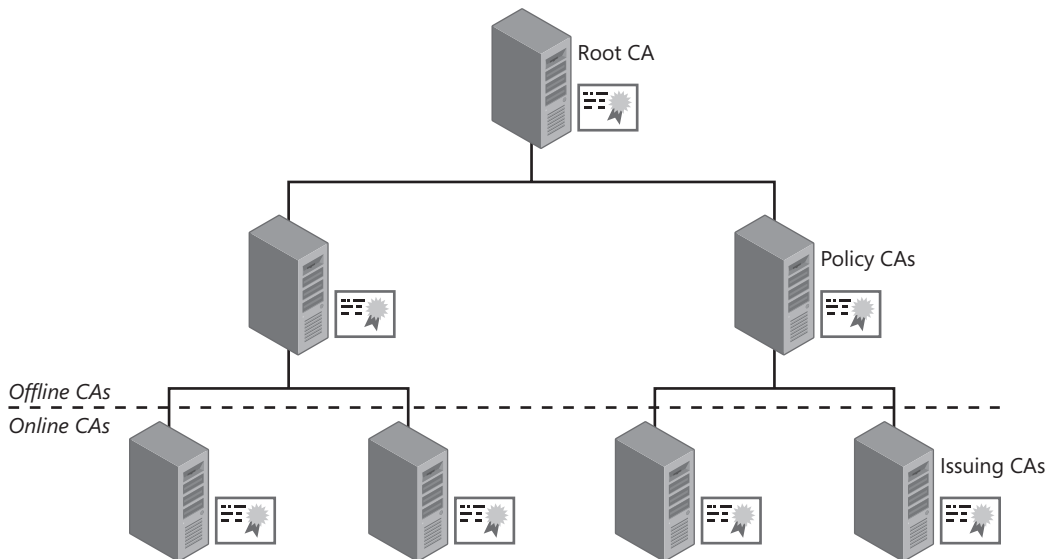 Root CA
Policy CAs
Offline CAs
Online CAs
Issuing CAs